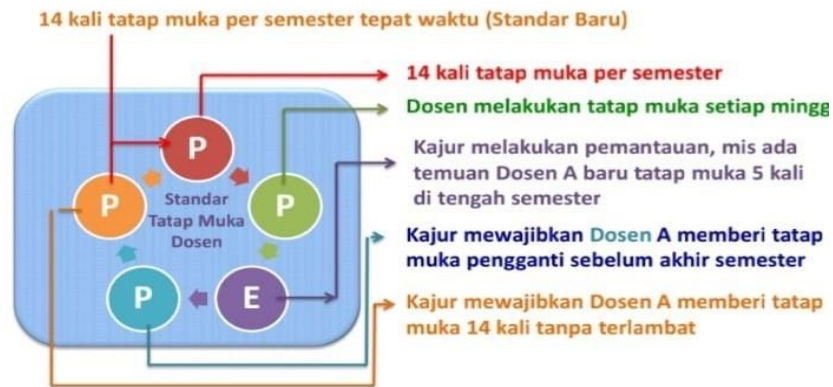 14 kali tatap muka per semester tepat waktu (Standar Baru)
14 kali tatap muka per semester
Dosen melakukan tatap muka setiap mingg
Kajur melakukan pemantauan, mis ada
temuan Dosen A baru tatap muka 5 kali
di tengah semester
Kajur mewajibkan Dosen A memberi tatap
muka pengganti sebelum akhir semester
Kajur mewajibkan Dosen A memberi tatap
muka 14 kali tanpa terlambat
P
P
P
Standar
Tatap Muka
Dosen
P
E